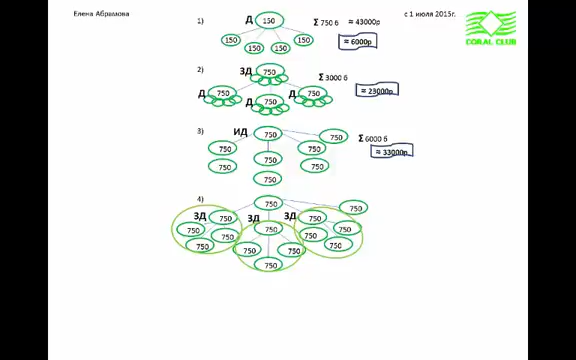 Елена Абрамова
с 1 июля 2015г.
CORAL CLUB
1)
Д
150
Σ 750 б
≈ 43000р
150
150
150
150
≈ 6000р
2)
ЗД
750
Σ 3000 б
Д
750
Д
750
Д
750
≈ 23000р
3)
ИД
750
750
Σ 6000 б
750
750
750
≈ 33000р
750
750
750
750
4)
750
750
ЗД
750
ЗД
750
ЗД
750
750
750
750
750
750
750
750
750
750